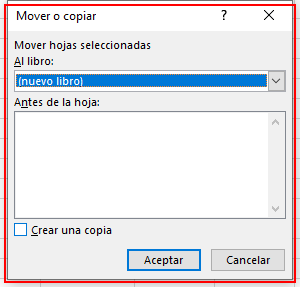 Mover o copiar ?
Mover hojas seleccionadas
Al libro:
(nuevo libro)
Antes de la hoja:
Crear una copia
Aceptar Cancelar